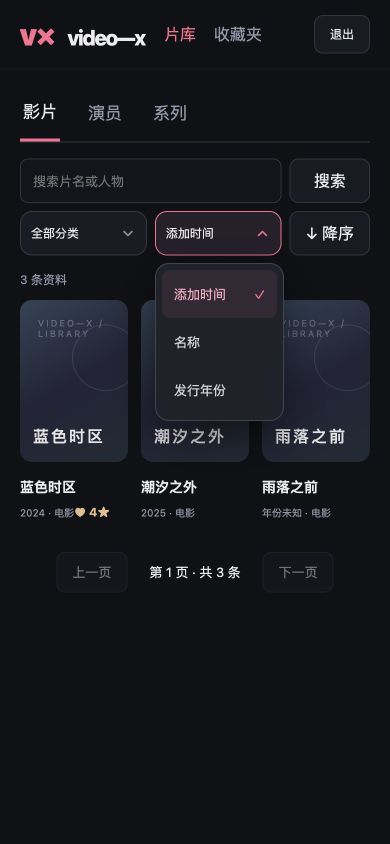 VX video—x 片库 收藏夹 退出
影片 演员 系列
搜索片名或人物 搜索
全部分类 添加时间 ↓ 降序
3 条资料
添加时间 ✓
名称
发行年份
VIDEO—X /
LIBRARY
蓝色时区
潮汐之外
雨落之前
蓝色时区 潮汐之外 雨落之前
2024 · 电影 4 2025 · 电影 年份未知 · 电影
上一页 第 1 页 · 共 3 条 下一页